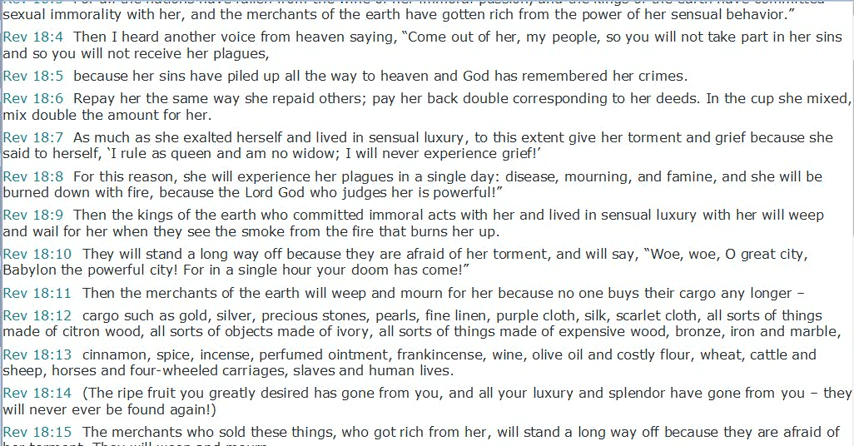 sexual immorality with her, and the merchants of the earth have gotten rich from the power of her sensual behavior.”
Rev 18:4 Then I heard another voice from heaven saying, “Come out of her, my people, so you will not take part in her sins
and so you will not receive her plagues,
Rev 18:5 because her sins have piled up all the way to heaven and God has remembered her crimes.
Rev 18:6 Repay her the same way she repaid others; pay her back double corresponding to her deeds. In the cup she mixed,
mix double the amount for her.
Rev 18:7 As much as she exalted herself and lived in sensual luxury, to this extent give her torment and grief because she
said to herself, ‘I rule as queen and am no widow; I will never experience grief!’
Rev 18:8 For this reason, she will experience her plagues in a single day: disease, mourning, and famine, and she will be
burned down with fire, because the Lord God who judges her is powerful!”
Rev 18:9 Then the kings of the earth who committed immoral acts with her and lived in sensual luxury with her will weep
and wail for her when they see the smoke from the fire that burns her up.
Rev 18:10 They will stand a long way off because they are afraid of her torment, and will say, “Woe, woe, O great city,
Babylon the powerful city! For in a single hour your doom has come!”
Rev 18:11 Then the merchants of the earth will weep and mourn for her because no one buys their cargo any longer –
Rev 18:12 cargo such as gold, silver, precious stones, pearls, fine linen, purple cloth, silk, scarlet cloth, all sorts of things
made of citron wood, all sorts of objects made of ivory, all sorts of things made of expensive wood, bronze, iron and marble,
Rev 18:13 cinnamon, spice, incense, perfumed ointment, frankincense, wine, olive oil and costly flour, wheat, cattle and
sheep, horses and four-wheeled carriages, slaves and human lives.
Rev 18:14 (The ripe fruit you greatly desired has gone from you, and all your luxury and splendor have gone from you – they
will never ever be found again!)
Rev 18:15 The merchants who sold these things, who got rich from her, will stand a long way off because they are afraid of